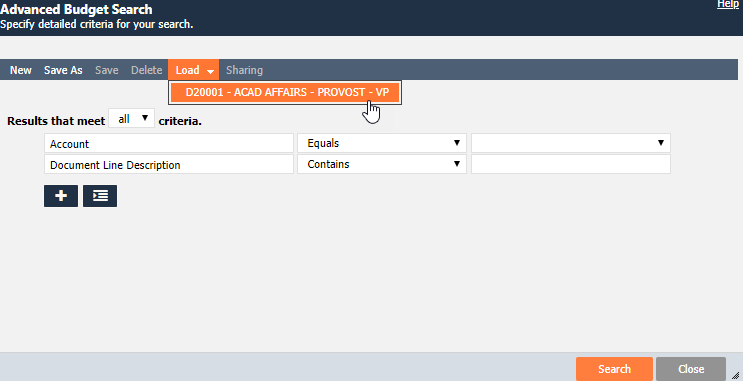 Advanced Budget Search
Help
Specify detailed criteria for your search.
New Save As Save Delete Load Sharing
D20001 - ACAD AFFAIRS - PROVOST - VP
Results that meet all criteria.
Account Equals
Document Line Description Contains
Search Close